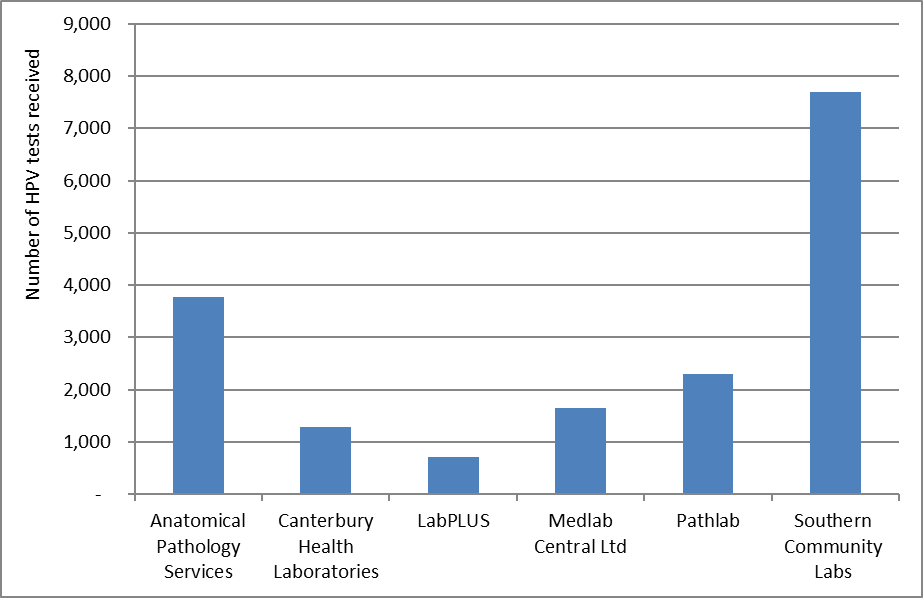 Number of HPV tests received
9,000
8,000
7,000
6,000
5,000
4,000
3,000
2,000
1,000
-
Anatomical
Pathology
Services
Canterbury
Health
Laboratories
LabPLUS
Medlab
Central Ltd
Pathlab
Southern
Community
Labs